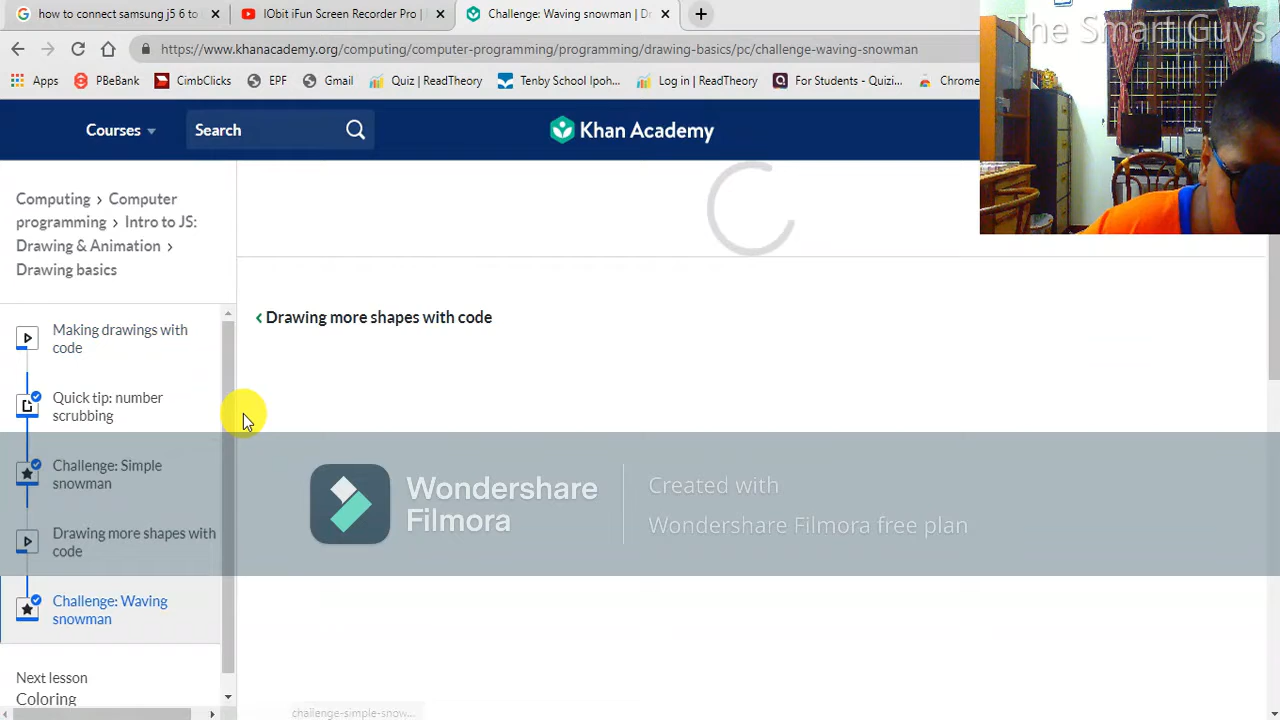 how to connect samsung j5 6 to
IObit iFun Screen Recorder
Challenge: Waving snowman | D
The Smart Guys
https://www.khanacademy.org/
computer-programming/programming/drawing-basics/pc/challenge-waving-snowman
Apps
PBeBank
CimbClicks
EPF
Gmail
Quiz | ReadTheory
Tenby School Ipoh...
Log in | ReadTheory
For Students - Quizi...
Chrome
Courses
Search
Khan Academy
Computing > Computer
programming > Intro to JS:
Drawing & Animation >
Drawing basics
Making drawings with
code
Quick tip: number
scrubbing
Challenge: Simple
snowman
Drawing more shapes with
code
Challenge: Waving
snowman
Next lesson
Coloring
< Drawing more shapes with code
Wondershare
Filmora
Created with
Wondershare Filmora free plan
challenge-simple-snow...